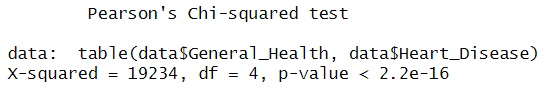 Pearson's Chi-squared test
data:  table(data$General_Health, data$Heart_Disease)
X-squared = 19234, df = 4, p-value < 2.2e-16